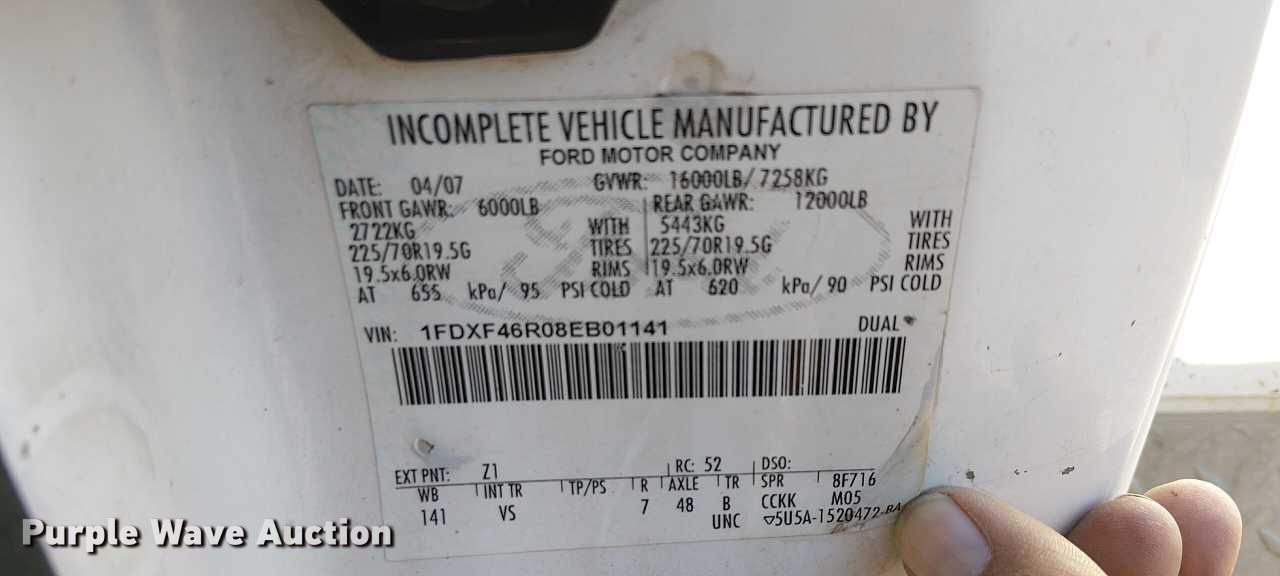 INCOMPLETE VEHICLE MANUFACTURED BY
FORD MOTOR COMPANY
DATE: 04/07 GVWR: 16000LB/ 7258KG
FRONT GAWR: 6000LB REAR GAWR: 12000LB
2722KG WITH 5443KG WITH
225/70R19.5G TIRES 225/70R19.5G TIRES
19.5x6.0RW RIMS 19.5x6.0RW RIMS
AT 655 kPa/ 95 PSI COLD AT 620 kPa/ 90 PSI COLD
VIN: 1FDXF46R08EB01141 DUAL
EXT PNT: Z1 RC: 52 DSO:
WB INT TR TP/PS R AXLE TR SPR 8F716
141 VS 7 48 B CCKK M05
UNC 5U5A-1520472-BA
Purple Wave Auction